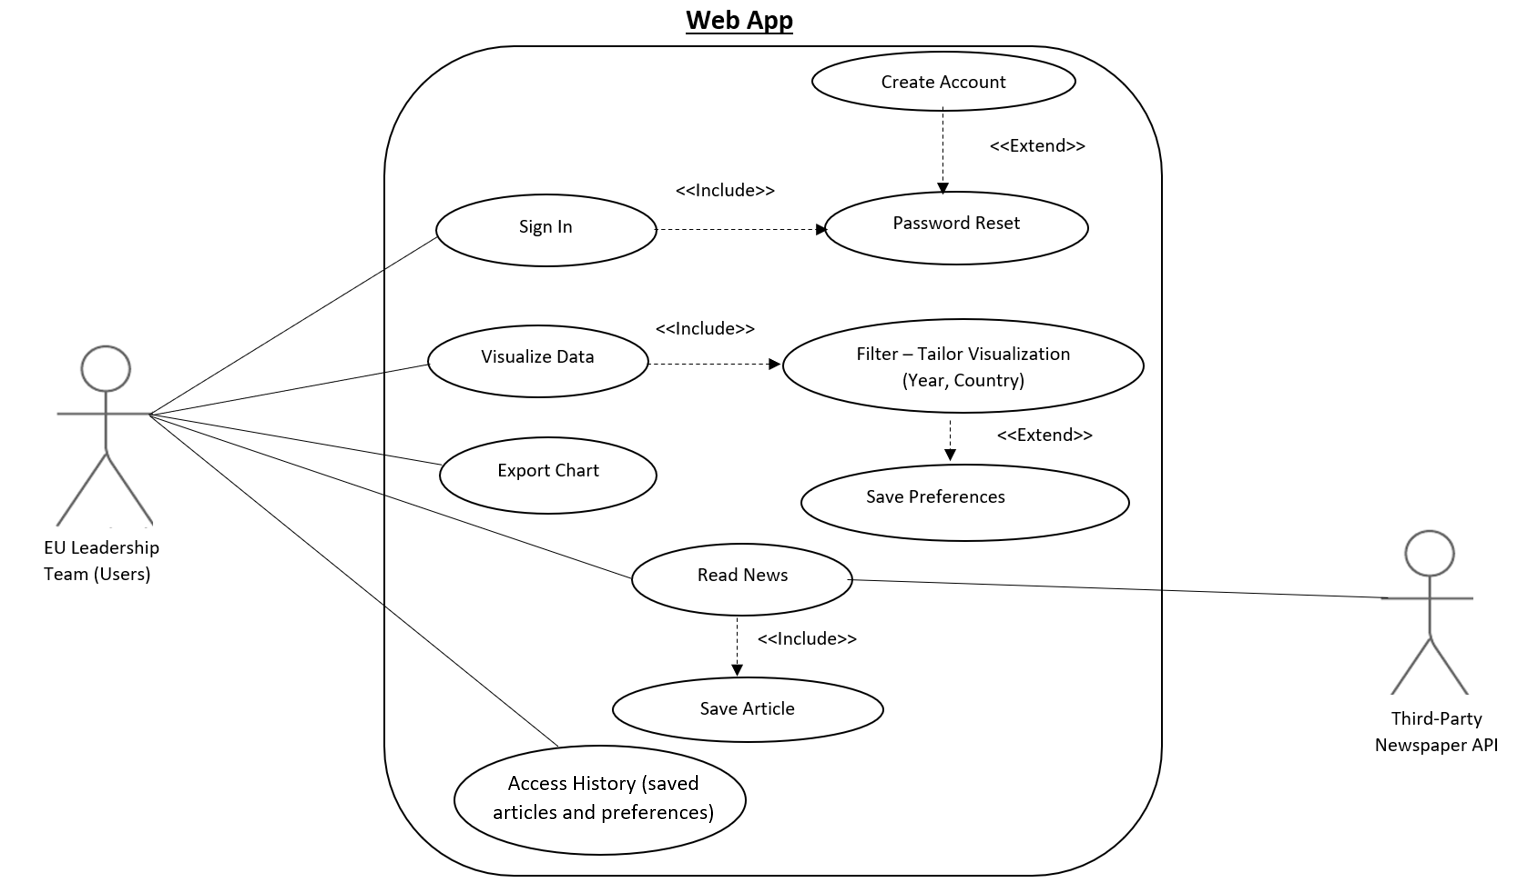 Web App
Create Account
<<Extend>>
<<Include>>
Sign In
Password Reset
<<Include>>
Visualize Data
Filter – Tailor Visualization
(Year, Country)
<<Extend>>
Export Chart
Save Preferences
EU Leadership
Team (Users)
Read News
<<Include>>
Save Article
Third-Party
Newspaper API
Access History (saved
articles and preferences)